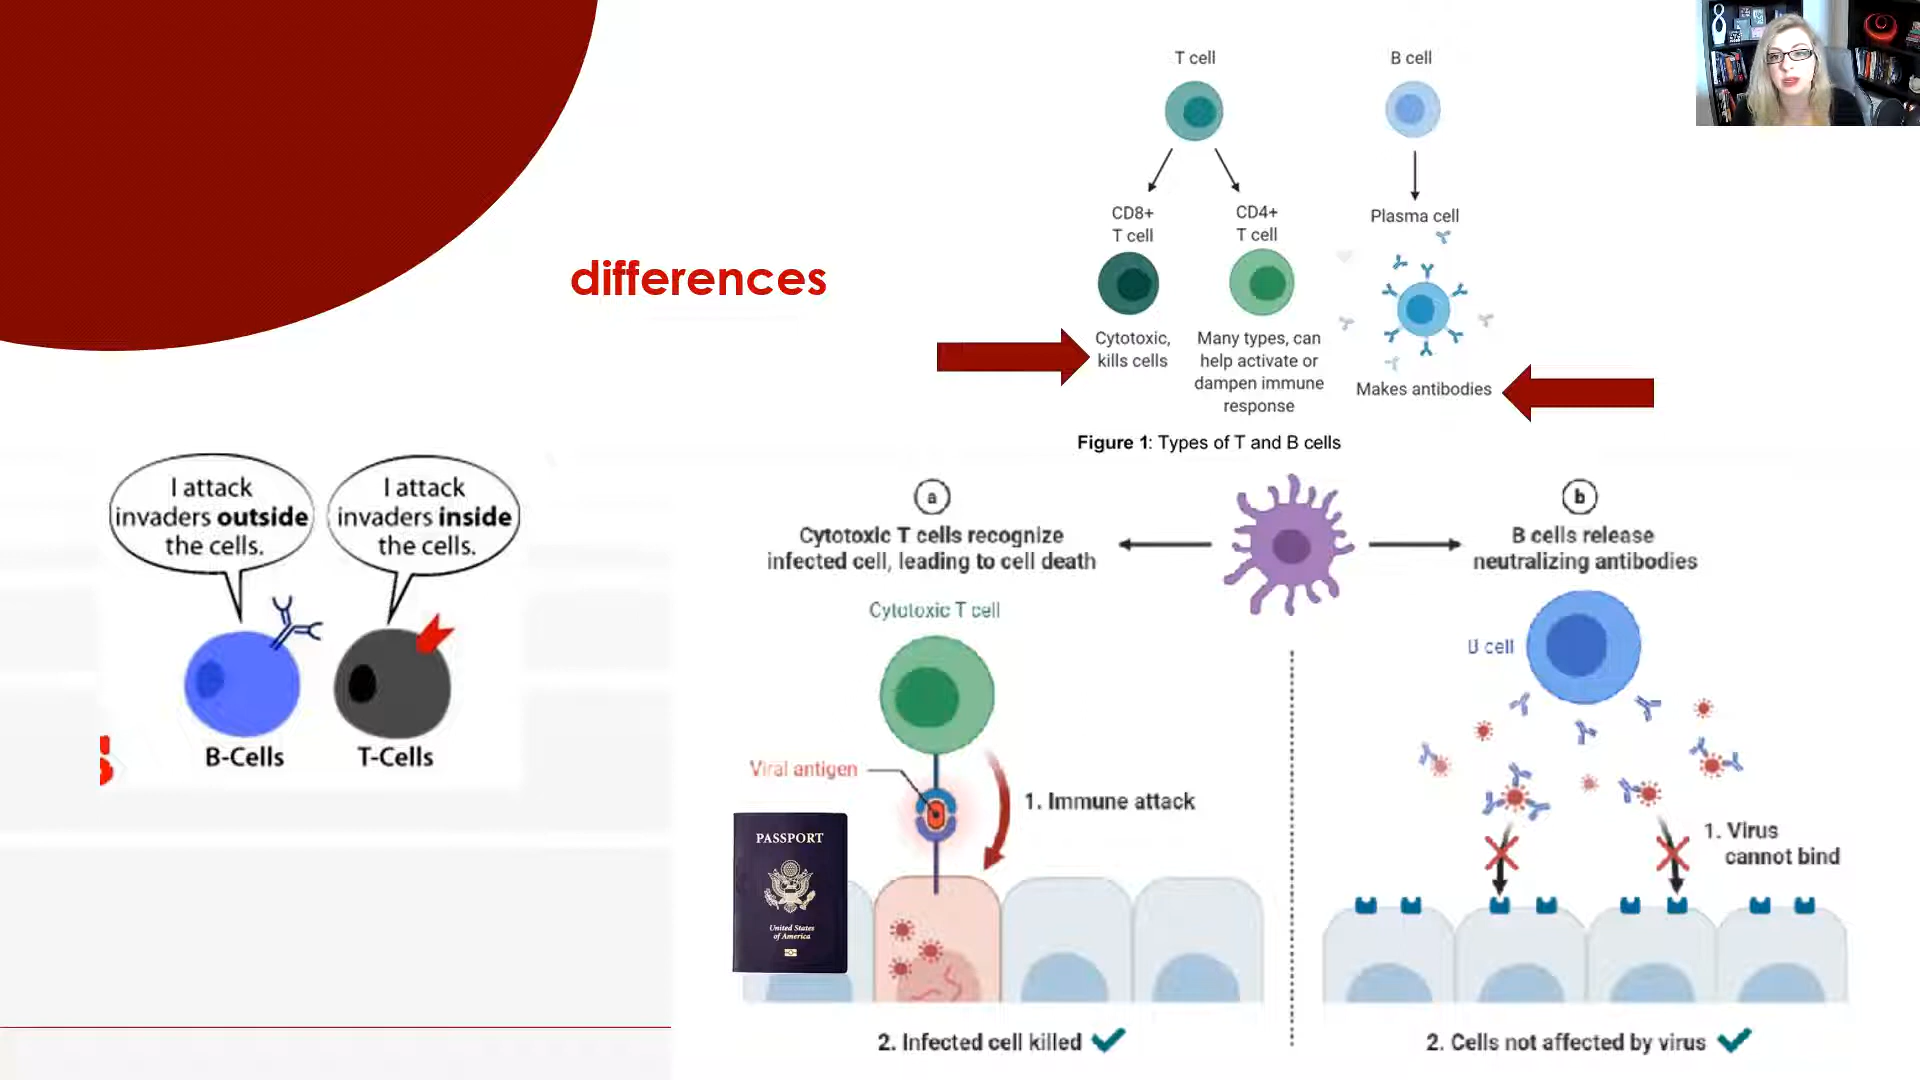 differences
T cell
B cell
CD8+
T cell
CD4+
T cell
Plasma cell
Cytotoxic,
kills cells
Many types, can
help activate or
dampen immune
response
Makes antibodies
Figure 1: Types of T and B cells
I attack
invaders outside
the cells.
I attack
invaders inside
the cells.
B-Cells
T-Cells
a
Cytotoxic T cells recognize
infected cell, leading to cell death
b
B cells release
neutralizing antibodies
Cytotoxic T cell
B cell
Viral antigen
1. Immune attack
PASSPORT
United States
of America
1. Virus
cannot bind
2. Infected cell killed
2. Cells not affected by virus